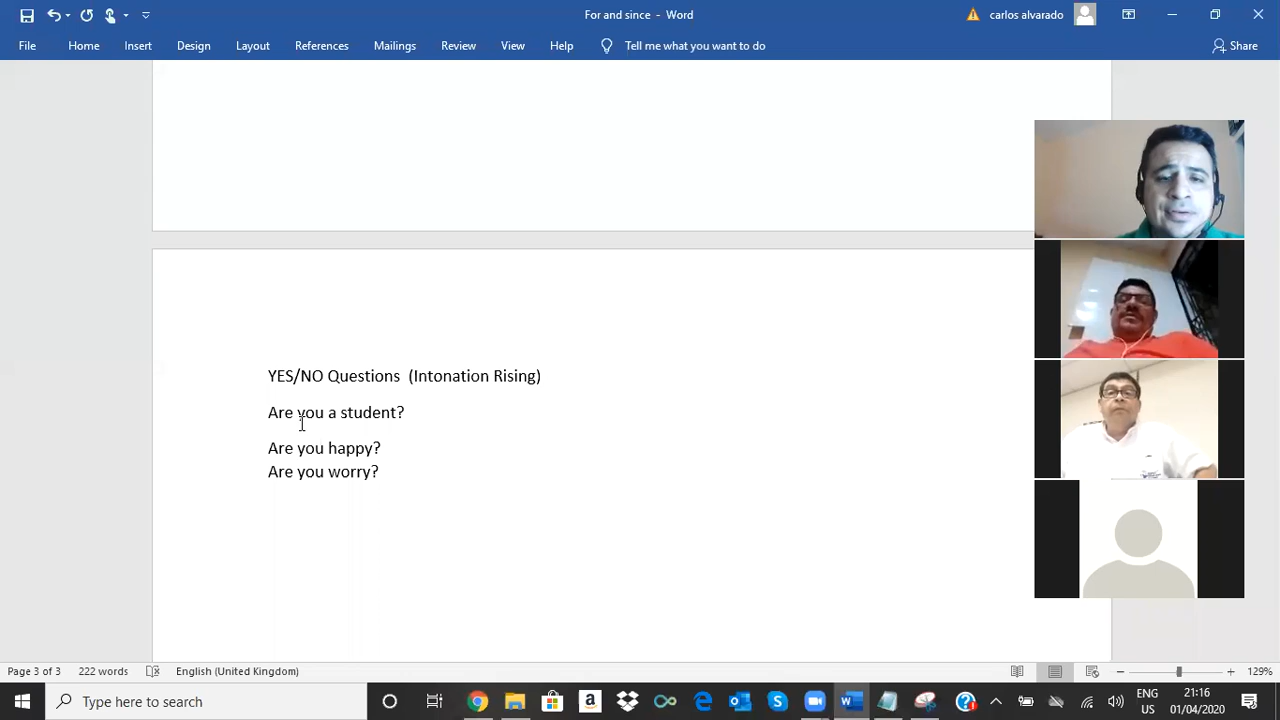 For and since - Word
carlos alvarado
File Home Insert Design Layout References Mailings Review View Help Tell me what you want to do Share
YES/NO Questions (Intonation Rising)
Are you a student?
Are you happy?
Are you worry?
Page 3 of 3 222 words English (United Kingdom) 129%
Type here to search
ENG 21:16
US 01/04/2020